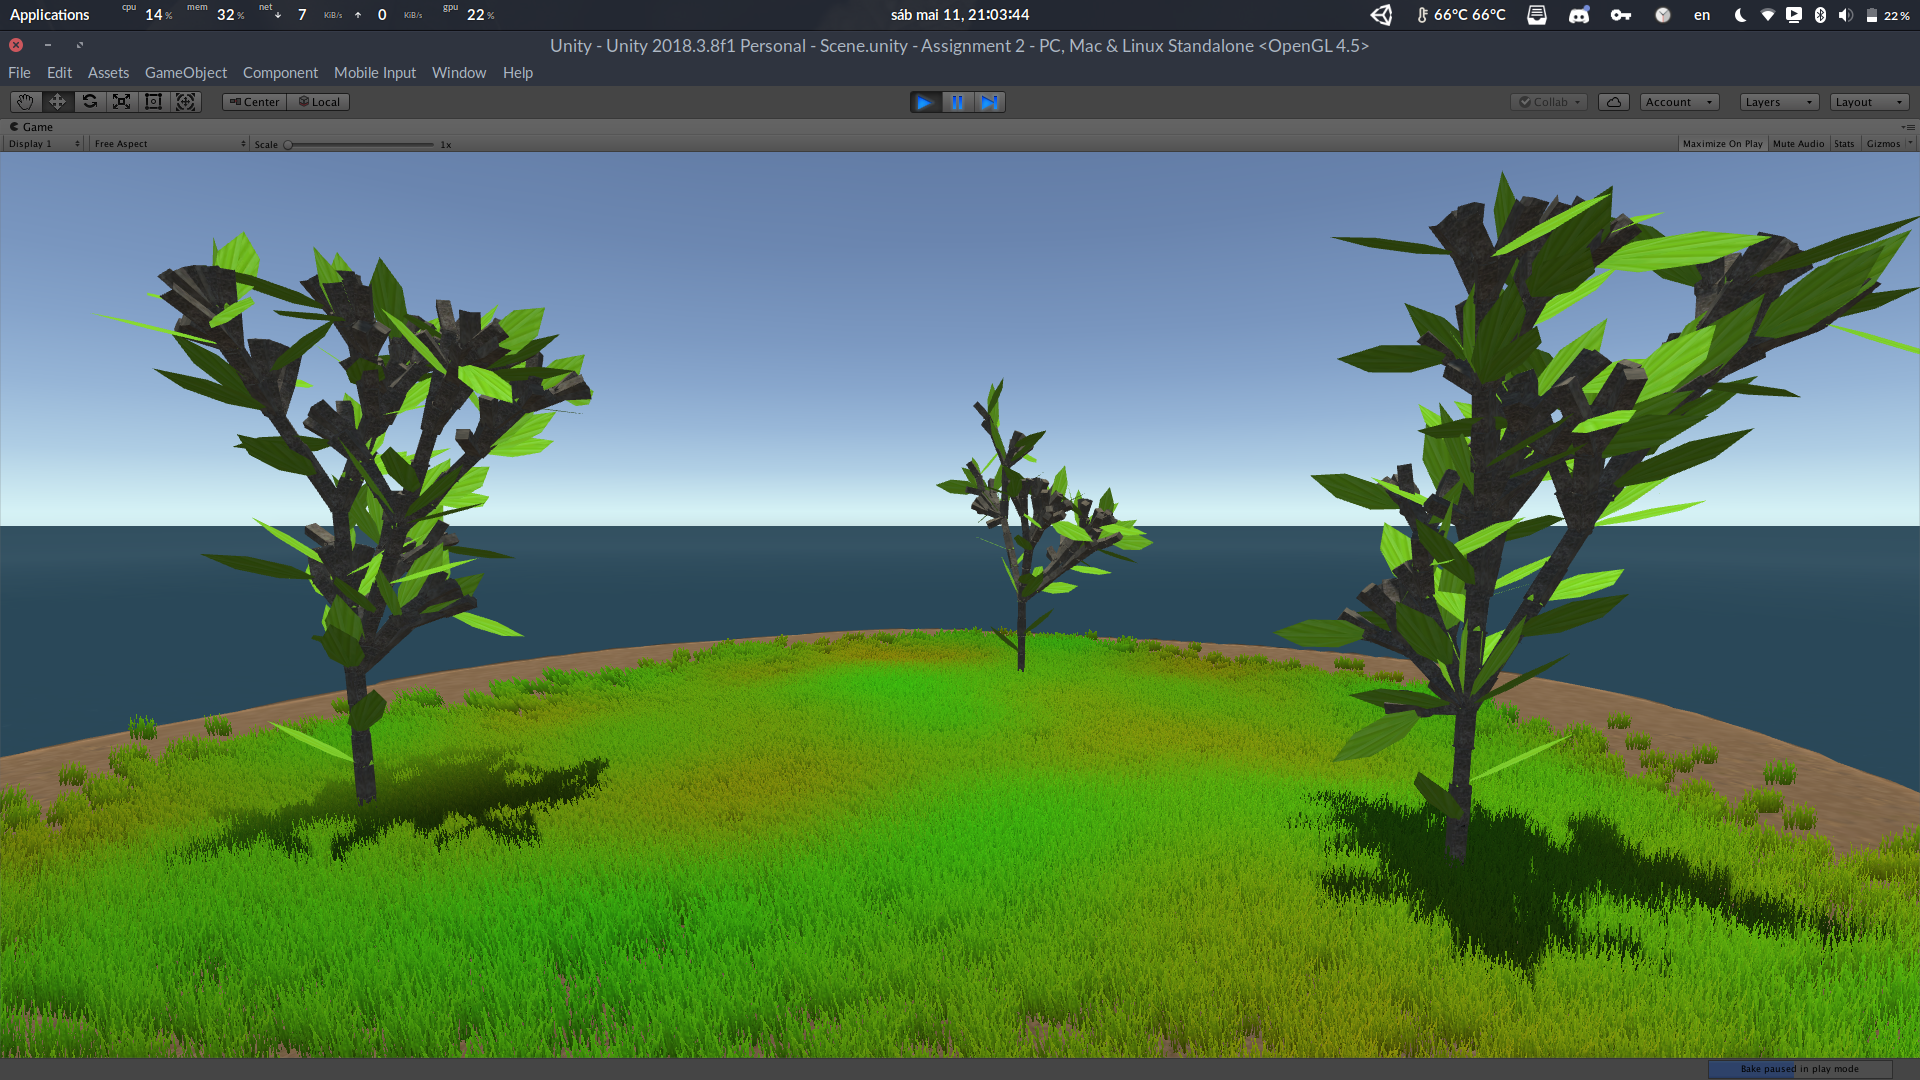 Applications cpu 14 % mem 32 % net ↓ 7 KiB/s ↑ 0 KiB/s gpu 22 % sáb mai 11, 21:03:44 66°C 66°C en 22 %
Unity - Unity 2018.3.8f1 Personal - Scene.unity - Assignment 2 - PC, Mac & Linux Standalone <OpenGL 4.5>
File Edit Assets GameObject Component Mobile Input Window Help
Center Local Collab Account Layers Layout
Game
Display 1 Free Aspect Scale 1x Maximize On Play Mute Audio Stats Gizmos
Bake paused in play mode